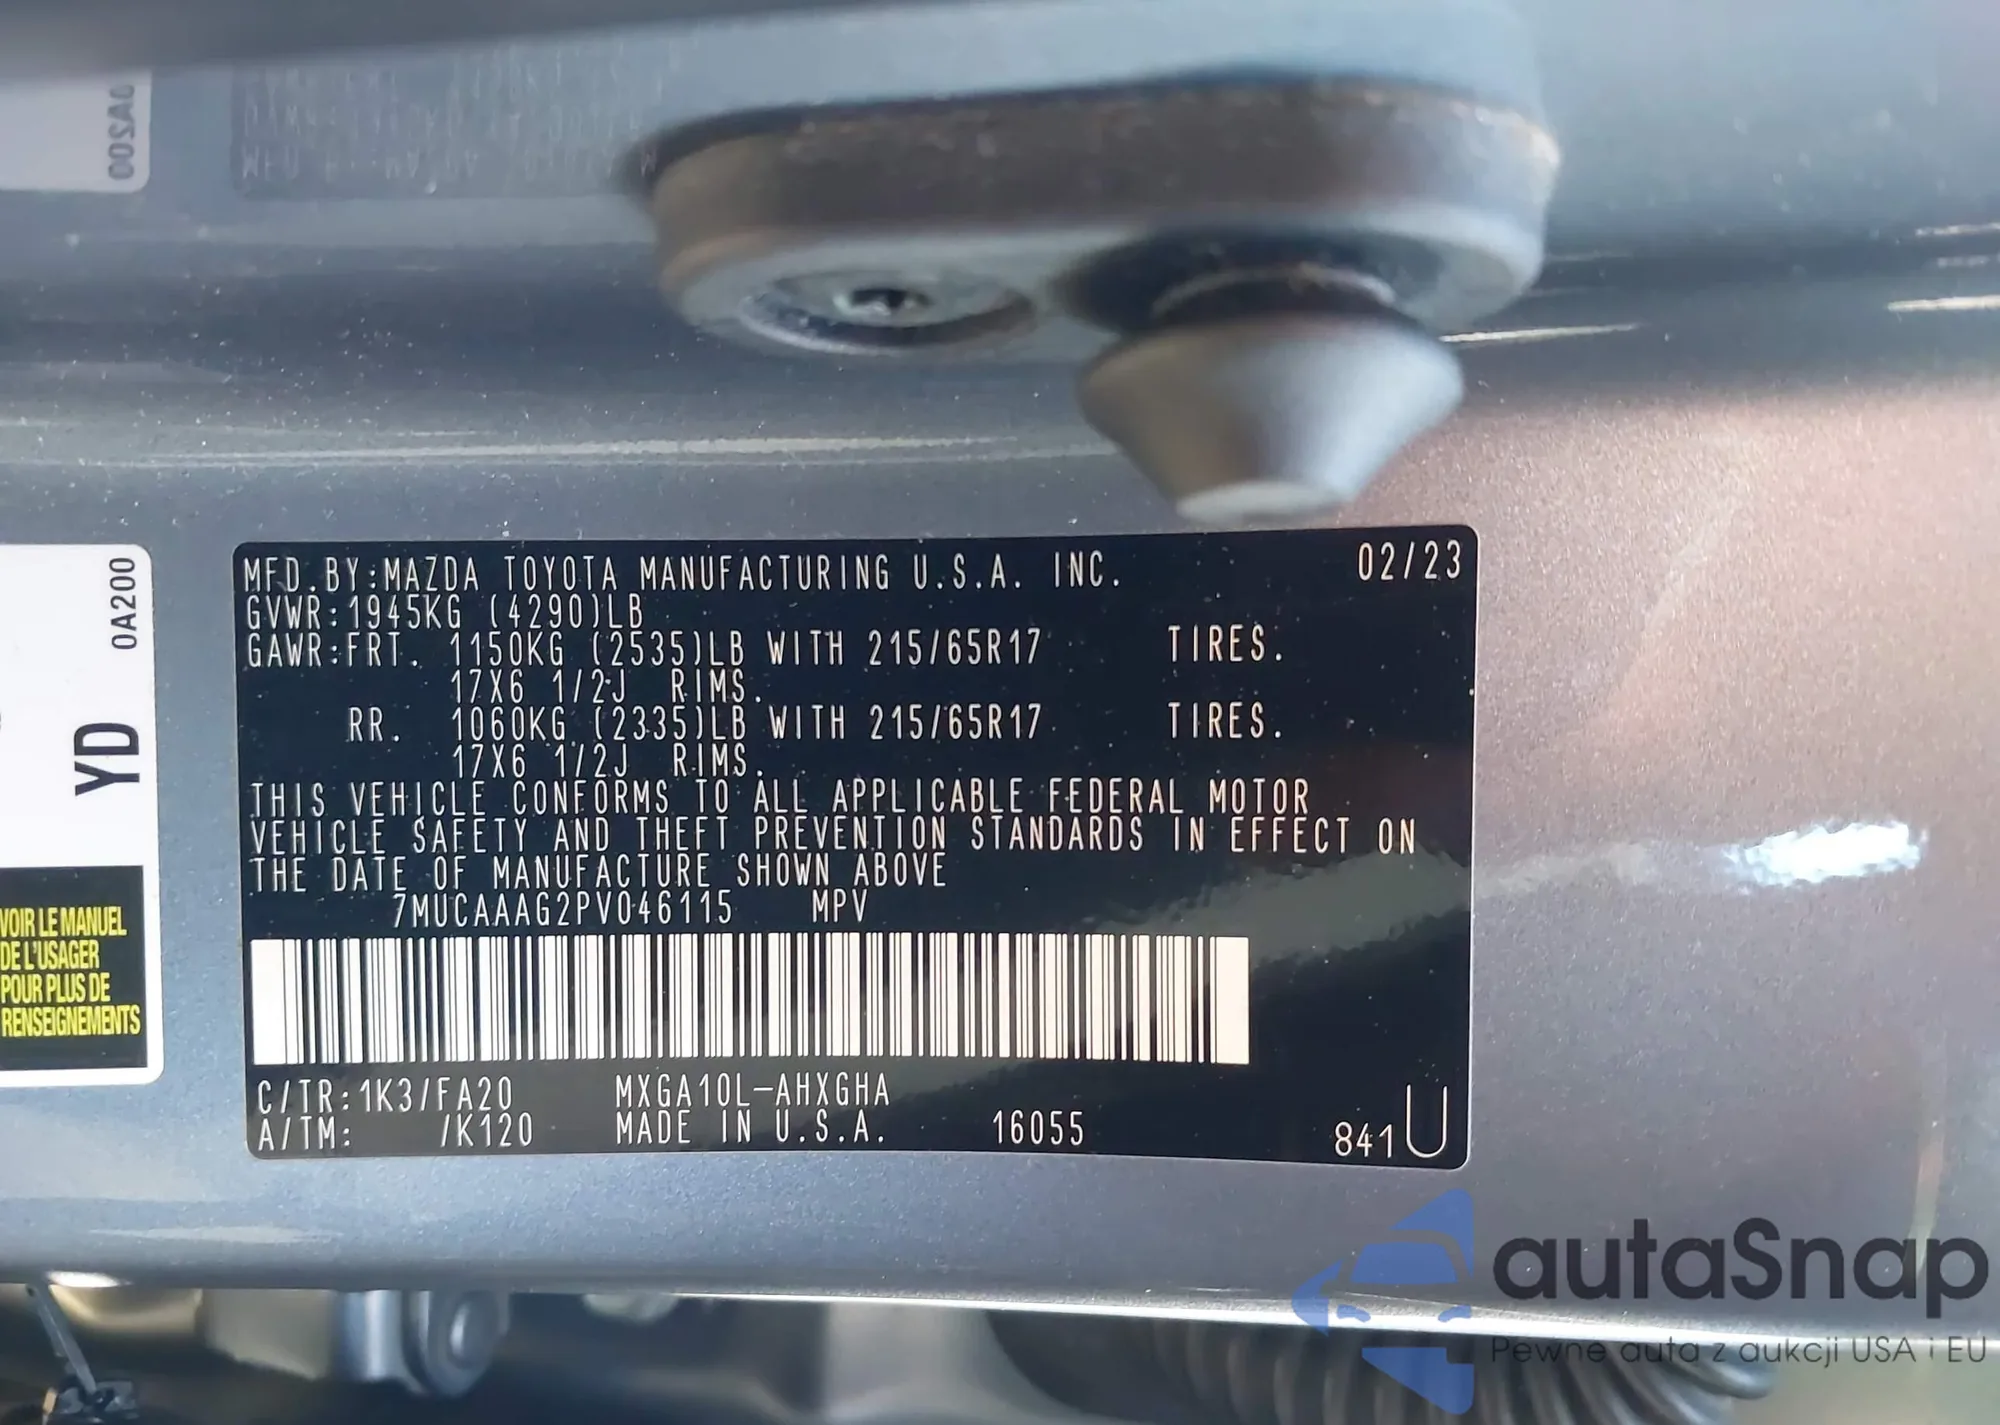 0A200
YD
VOIR LE MANUEL
DE L'USAGER
POUR PLUS DE
RENSEIGNEMENTS
MFD.BY:MAZDA TOYOTA MANUFACTURING U.S.A. INC. 02/23
GVWR:1945KG (4290)LB
GAWR:FRT. 1150KG (2535)LB WITH 215/65R17 TIRES.
17X6 1/2J RIMS.
RR. 1060KG (2335)LB WITH 215/65R17 TIRES.
17X6 1/2J RIMS.
THIS VEHICLE CONFORMS TO ALL APPLICABLE FEDERAL MOTOR
VEHICLE SAFETY AND THEFT PREVENTION STANDARDS IN EFFECT ON
THE DATE OF MANUFACTURE SHOWN ABOVE
7MUCAAAG2PV046115 MPV
C/TR:1K3/FA20 MXGA10L-AHXGHA
A/TM: /K120 MADE IN U.S.A. 16055 841U
autaSnap
Pewne auta z aukcji USA i EU